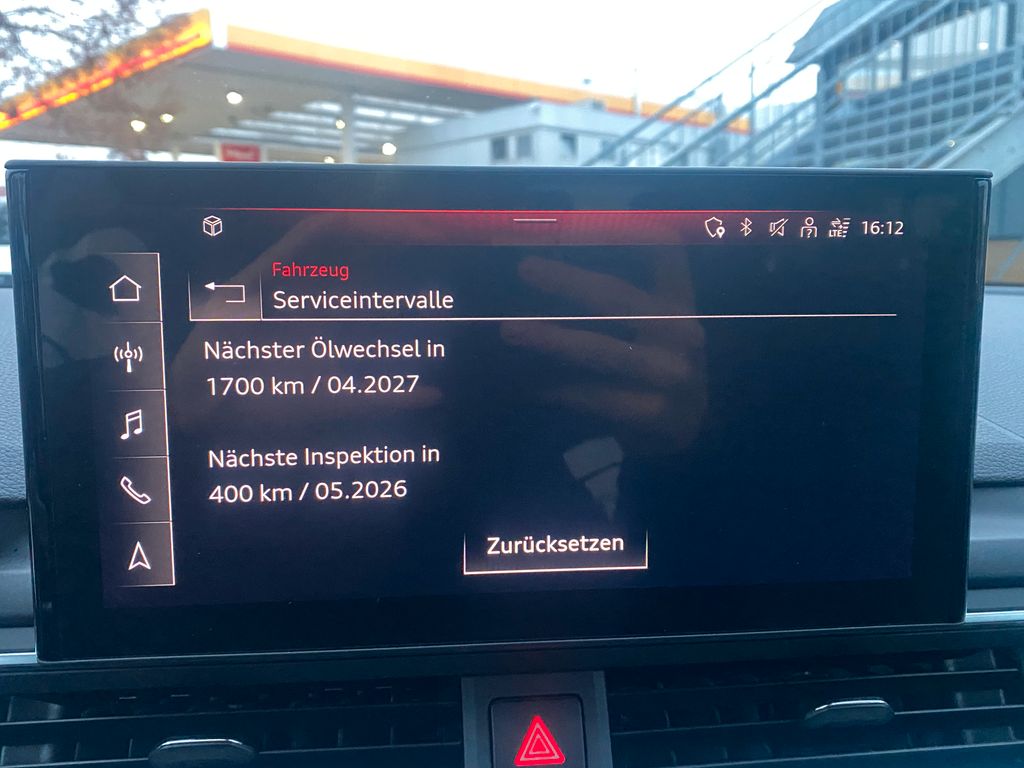 LTE 16:12
Fahrzeug
Serviceintervalle
Nächster Ölwechsel in
1700 km / 04.2027
Nächste Inspektion in
400 km / 05.2026
Zurücksetzen